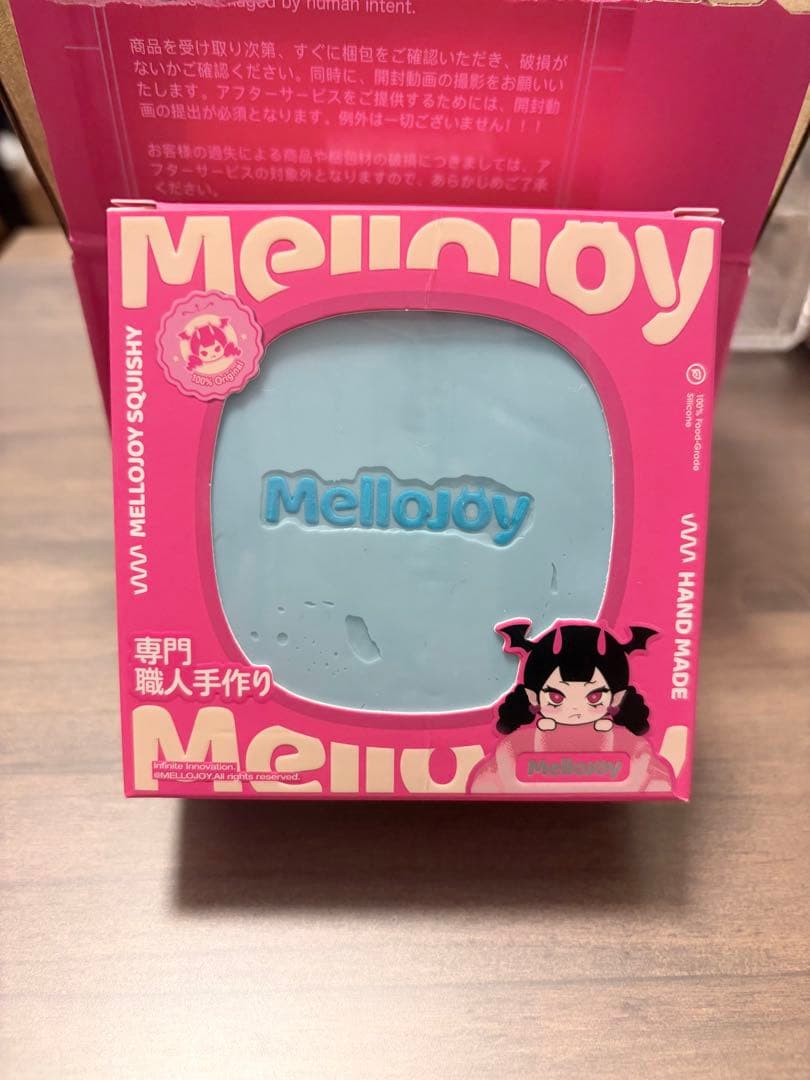 by human intent.
商品を受け取り次第、すぐに梱包をご確認いただき、破損が
ないかご確認ください。同時に、開封動画の撮影をお願いい
たします。アフターサービスをご提供するためには、開封動
画の提出が必須となります。例外は一切ございません！！！
お客様の過失による商品や梱包材の破損につきましては、ア
フターサービスの対象外となりますので、あらかじめご了承
ください。
Mellojoy
100% Original
MELLOJOY SQUISHY
100% Food-Grade
Silicone
Mellojoy
HAND MADE
専門
職人手作り
Mellojoy
Infinite Innovation.
@MELLOJOY.All rights reserved.
Mellojoy